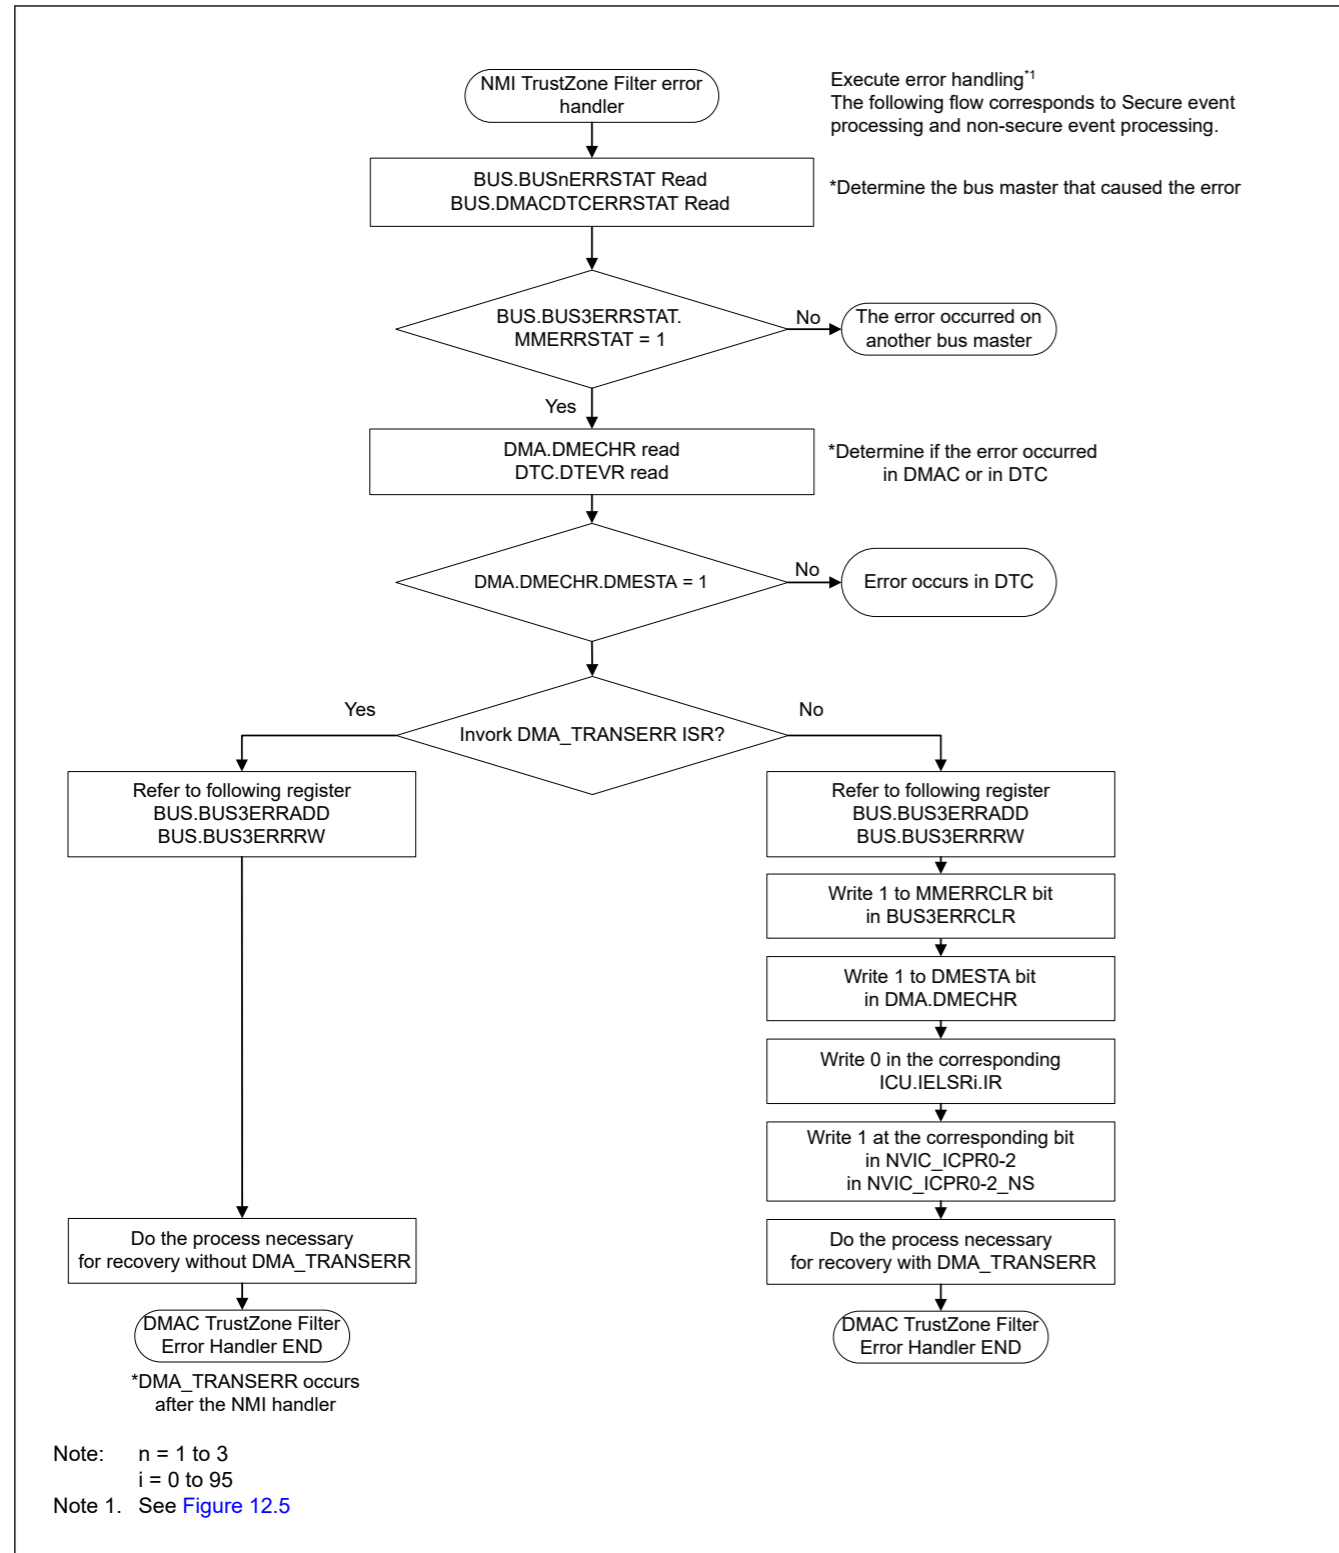 NMI TrustZone Filter error
handler
Execute error handling*1
The following flow corresponds to Secure event
processing and non-secure event processing.
BUS.BUSnERRSTAT Read
BUS.DMACDTCERRSTAT Read
*Determine the bus master that caused the error
BUS.BUS3ERRSTAT.
MMERRSTAT = 1
No
The error occurred on
another bus master
Yes
DMA.DMECHR read
DTC.DTEVR read
*Determine if the error occurred
in DMAC or in DTC
DMA.DMECHR.DMESTA = 1
No
Error occurs in DTC
Yes
Invork DMA_TRANSERR ISR?
No
Refer to following register
BUS.BUS3ERRADD
BUS.BUS3ERRRW
Refer to following register
BUS.BUS3ERRADD
BUS.BUS3ERRRW
Write 1 to MMERRCLR bit
in BUS3ERRCLR
Write 1 to DMESTA bit
in DMA.DMECHR
Write 0 in the corresponding
ICU.IELSRi.IR
Write 1 at the corresponding bit
in NVIC_ICPR0-2
in NVIC_ICPR0-2_NS
Do the process necessary
for recovery without DMA_TRANSERR
Do the process necessary
for recovery with DMA_TRANSERR
DMAC TrustZone Filter
Error Handler END
DMAC TrustZone Filter
Error Handler END
*DMA_TRANSERR occurs
after the NMI handler
Note: n = 1 to 3
i = 0 to 95
Note 1. See Figure 12.5